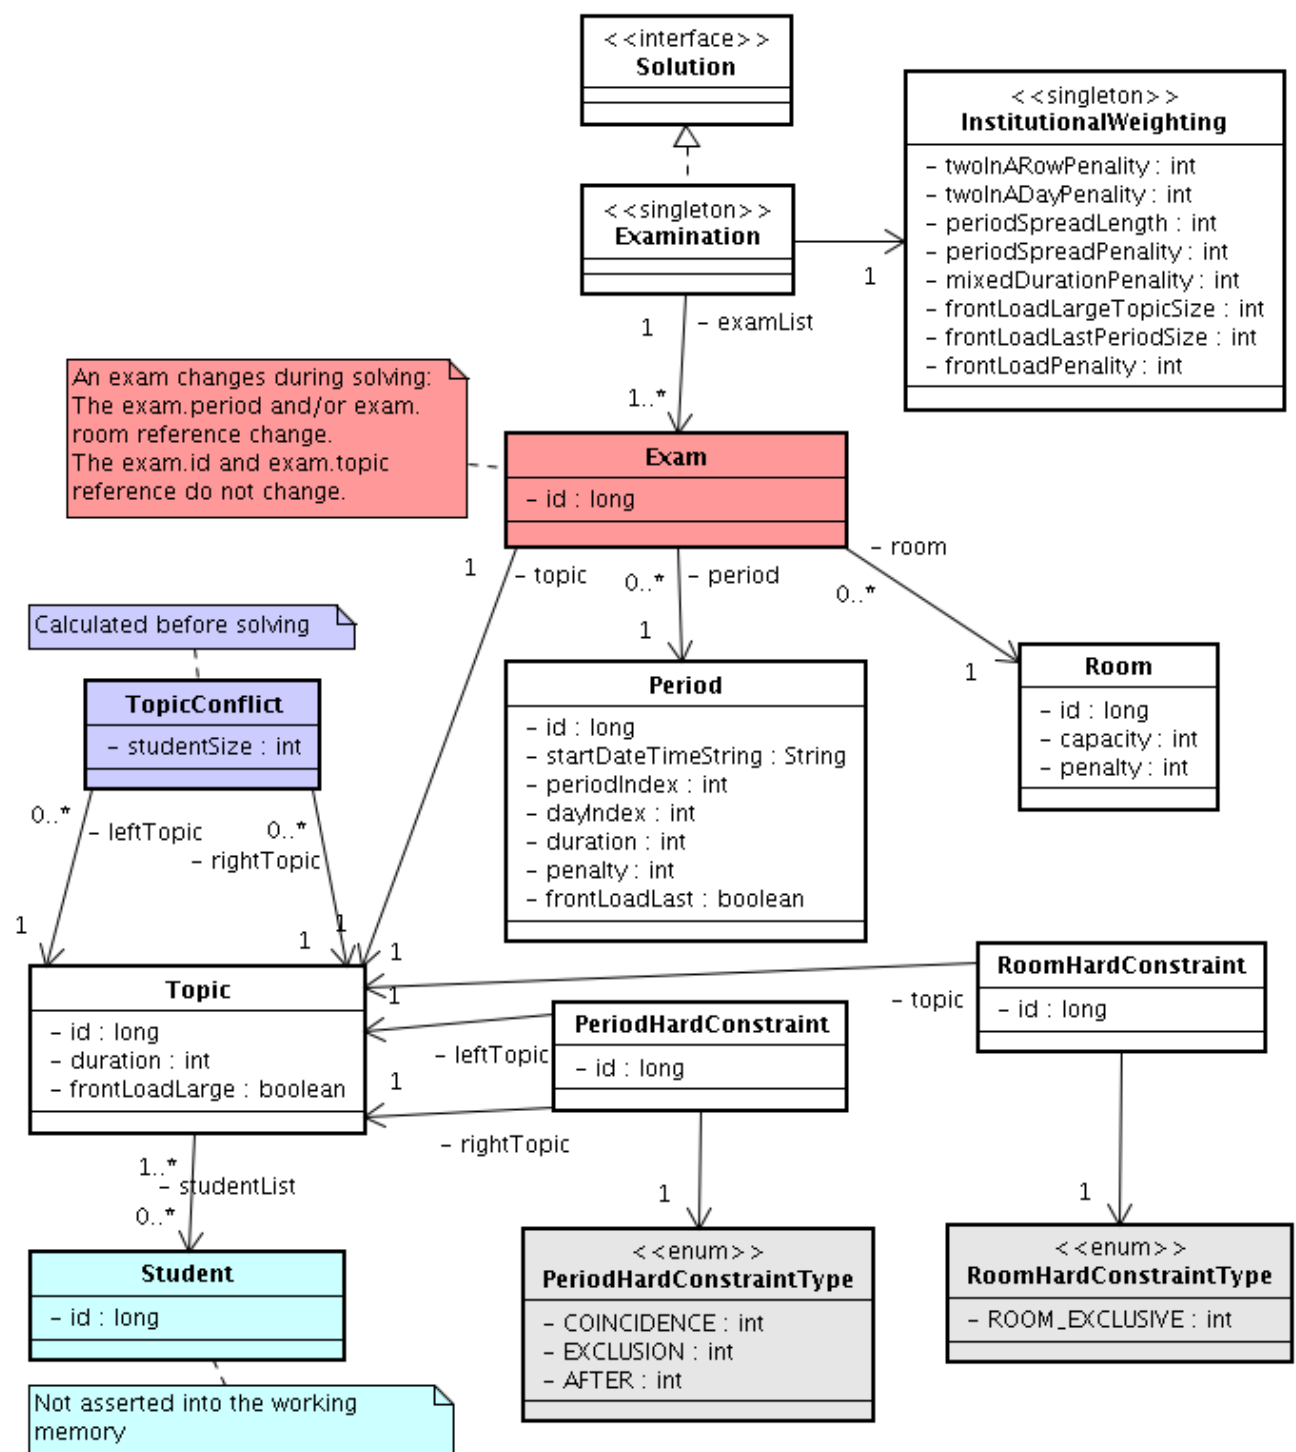 <<interface>>
Solution
<<singleton>>
InstitutionalWeighting
– twoInARowPenality : int
– twoInADayPenality : int
– periodSpreadLength : int
– periodSpreadPenality : int
– mixedDurationPenality : int
– frontLoadLargeTopicSize : int
– frontLoadLastPeriodSize : int
– frontLoadPenality : int
<<singleton>>
Examination
1
1
– examList
1..*
An exam changes during solving:
The exam.period and/or exam.
room reference change.
The exam.id and exam.topic
reference do not change.
Exam
– id : long
1
– topic
0..*
– period
1
– room
0..*
1
Calculated before solving
TopicConflict
– studentSize : int
0..*
– leftTopic
0..*
– rightTopic
1
1
1
1
Period
– id : long
– startDateTimeString : String
– periodIndex : int
– dayIndex : int
– duration : int
– penalty : int
– frontLoadLast : boolean
Room
– id : long
– capacity : int
– penalty : int
Topic
– id : long
– duration : int
– frontLoadLarge : boolean
1
– leftTopic
1
– rightTopic
PeriodHardConstraint
– id : long
– topic
RoomHardConstraint
– id : long
1..*
– studentList
0..*
1
1
Student
– id : long
Not asserted into the working
memory
<<enum>>
PeriodHardConstraintType
– COINCIDENCE : int
– EXCLUSION : int
– AFTER : int
<<enum>>
RoomHardConstraintType
– ROOM_EXCLUSIVE : int